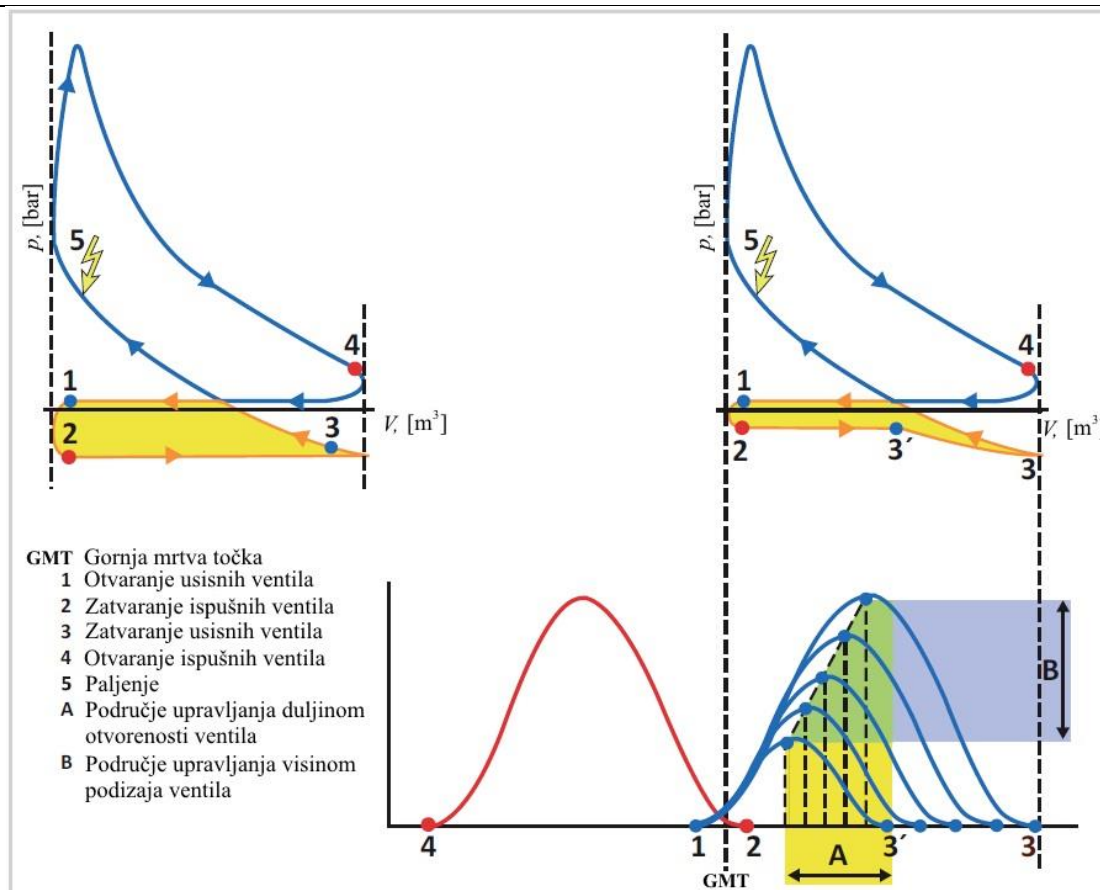 p, [bar]
5
4
1
2
3
V, [m³]
p, [bar]
5
4
1
2
3´
3
V, [m³]
GMT Gornja mrtva točka
1 Otvaranje usisnih ventila
2 Zatvaranje ispušnih ventila
3 Zatvaranje usisnih ventila
4 Otvaranje ispušnih ventila
5 Paljenje
A Područje upravljanja duljinom
otvorenosti ventila
B Područje upravljanja visinom
podizaja ventila
B
4
1
2
A
3´
3
GMT